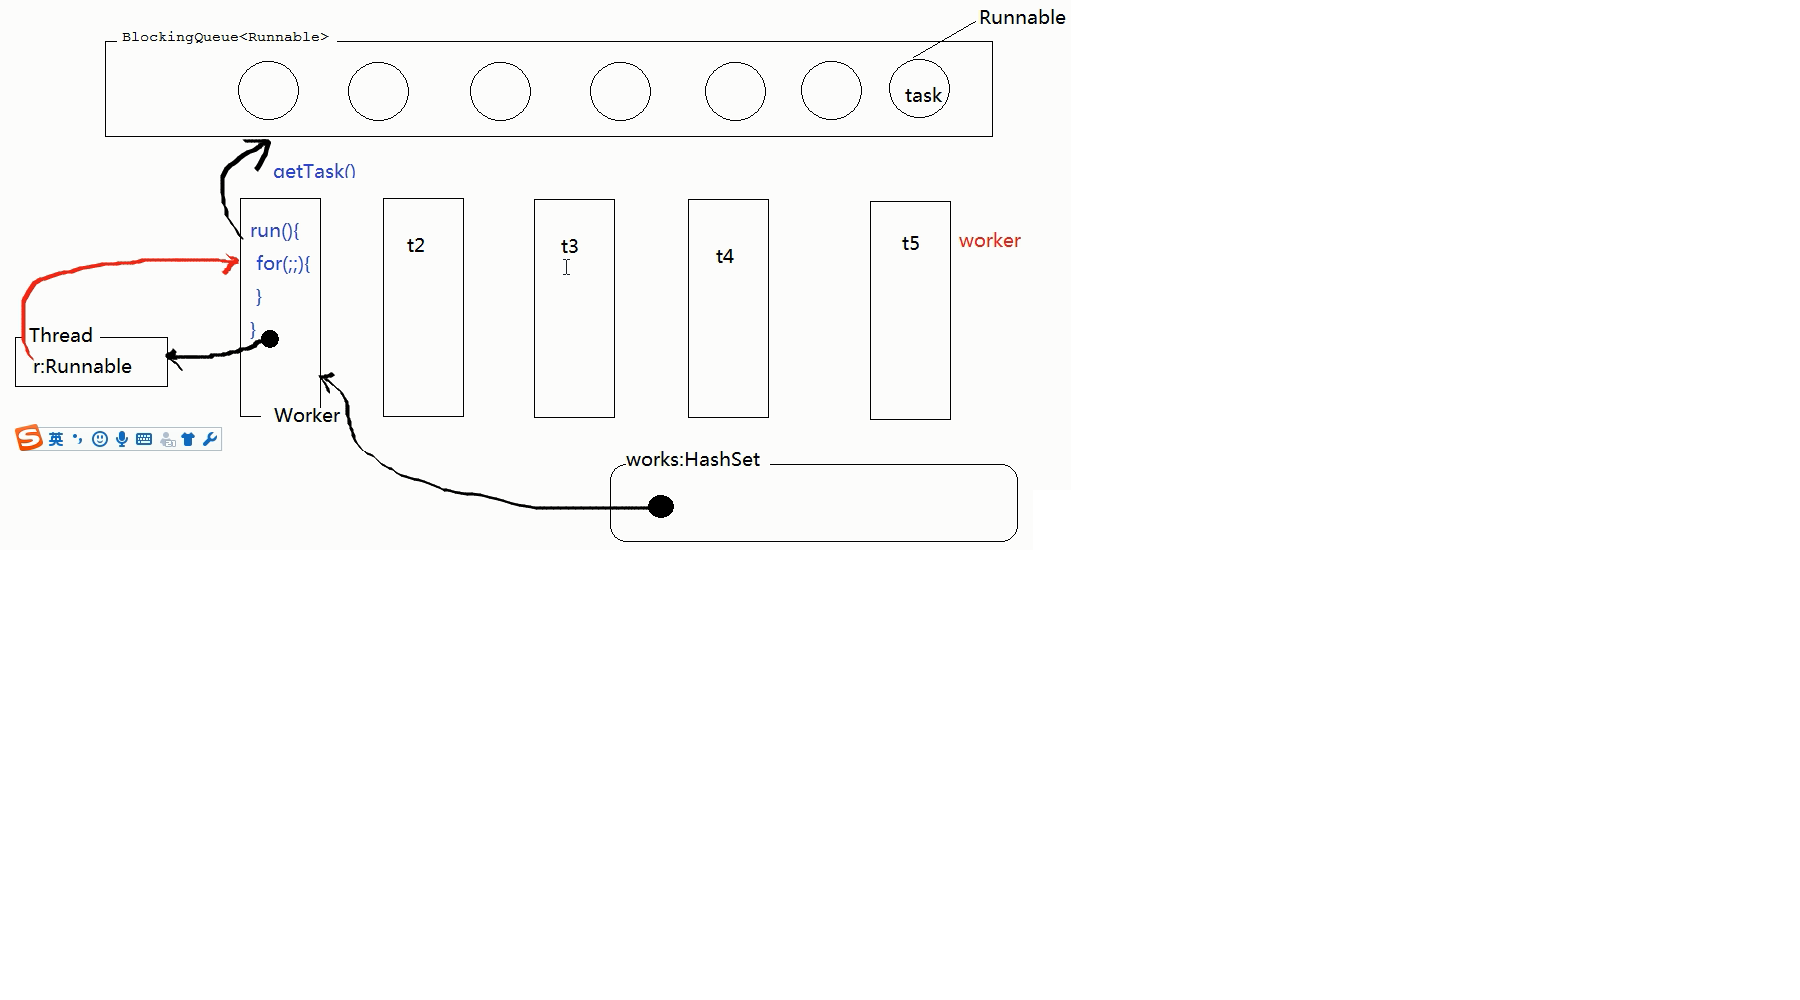 Runnable
BlockingQueue<Runnable>
task
getTask()
run(){
for(;;){
}
}
t2
t3
t4
t5
worker
Thread
r:Runnable
Worker
英
works:HashSet